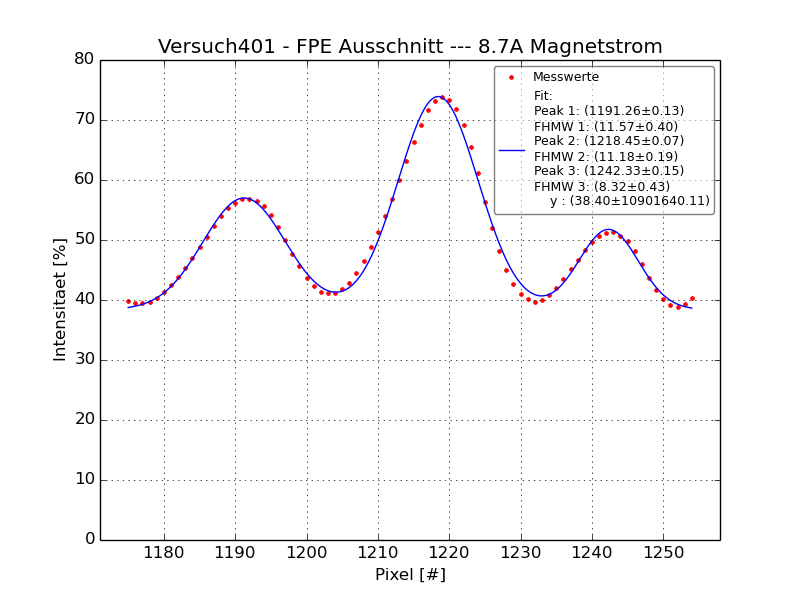 Versuch401 - FPE Ausschnitt --- 8.7A Magnetstrom
Messwerte
Fit:
Peak 1: (1191.26±0.13)
FHMW 1: (11.57±0.40)
Peak 2: (1218.45±0.07)
FHMW 2: (11.18±0.19)
Peak 3: (1242.33±0.15)
FHMW 3: (8.32±0.43)
y : (38.40±10901640.11)
Intensitaet [%]
80
70
60
50
40
30
20
10
0
1180 1190 1200 1210 1220 1230 1240 1250
Pixel [#]